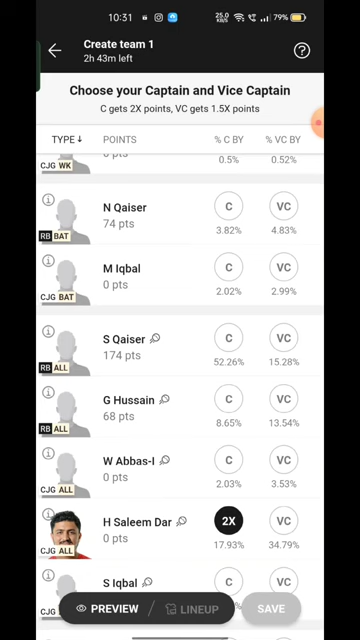 10:31
25.0 KB/S
79%
Create team 1
2h 43m left
?
Choose your Captain and Vice Captain
C gets 2X points, VC gets 1.5X points
TYPE ↓ POINTS % C BY % VC BY
0 pts
CJG WK 0.5% 0.52%
N Qaiser C VC
74 pts
RB BAT 3.82% 4.83%
M Iqbal C VC
0 pts
CJG BAT 2.02% 2.99%
S Qaiser C VC
174 pts
RB ALL 52.26% 15.28%
G Hussain C VC
68 pts
RB ALL 8.65% 13.54%
W Abbas-I C VC
0 pts
CJG ALL 2.03% 3.53%
H Saleem Dar 2X VC
0 pts
CJG ALL 17.93% 34.79%
S Iqbal C VC
PREVIEW / LINEUP SAVE